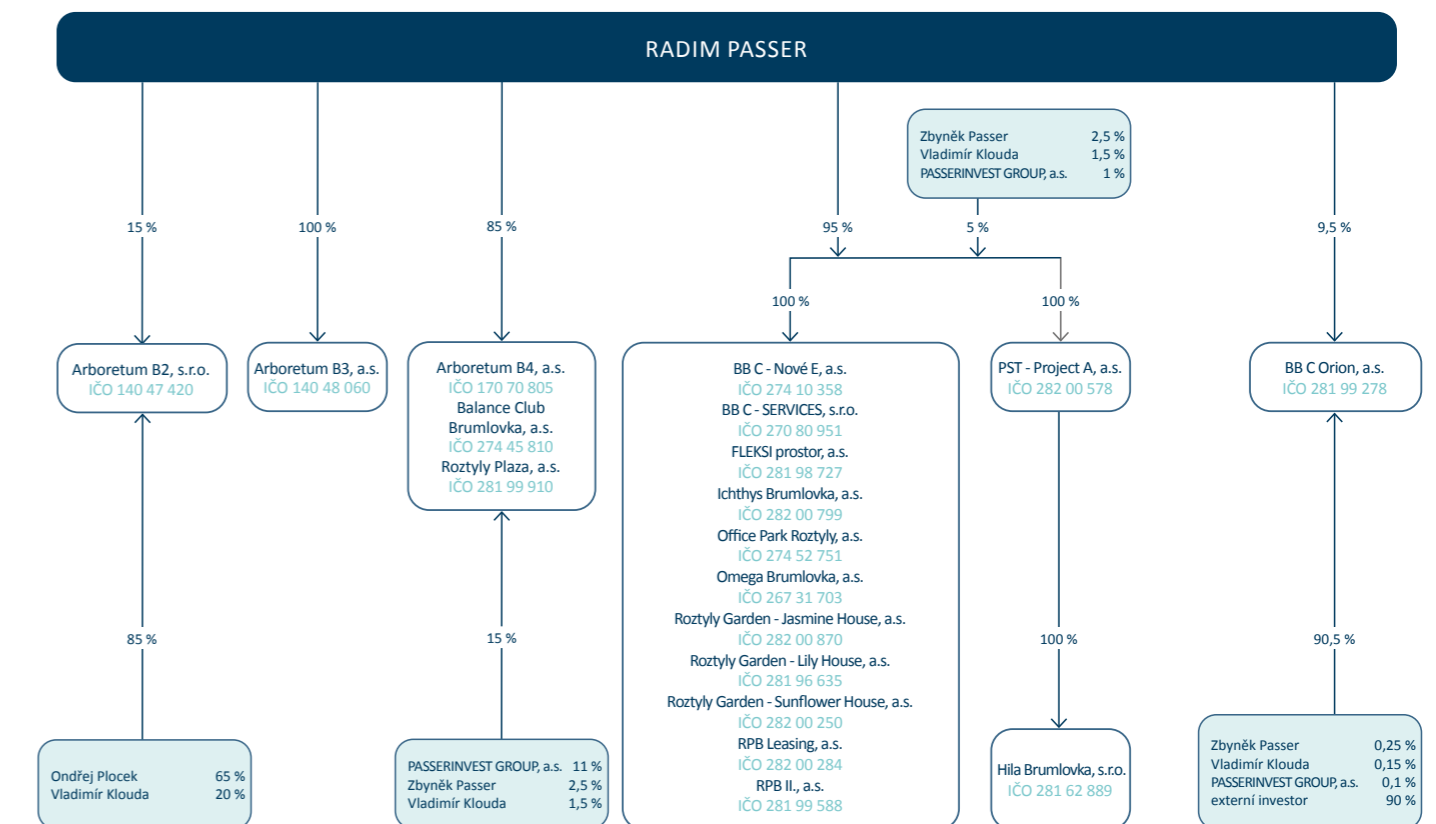 RADIM PASSER
Zbyněk Passer 2,5 %
Vladimír Klouda 1,5 %
PASSERINVEST GROUP, a.s. 1 %
15 %
100 %
85 %
95 %
5 %
9,5 %
100 %
100 %
Arboretum B2, s.r.o.
IČO 140 47 420
Arboretum B3, a.s.
IČO 140 48 060
Arboretum B4, a.s.
IČO 170 70 805
Balance Club
Brumlovka, a.s.
IČO 274 45 810
Roztyly Plaza, a.s.
IČO 281 99 910
BB C - Nové E, a.s.
IČO 274 10 358
BB C - SERVICES, s.r.o.
IČO 270 80 951
FLEKSI prostor, a.s.
IČO 281 98 727
Ichthys Brumlovka, a.s.
IČO 282 00 799
Office Park Roztyly, a.s.
IČO 274 52 751
Omega Brumlovka, a.s.
IČO 267 31 703
Roztyly Garden - Jasmine House, a.s.
IČO 282 00 870
Roztyly Garden - Lily House, a.s.
IČO 281 96 635
Roztyly Garden - Sunflower House, a.s.
IČO 282 00 250
RPB Leasing, a.s.
IČO 282 00 284
RPB II., a.s.
IČO 281 99 588
PST - Project A, a.s.
IČO 282 00 578
BB C Orion, a.s.
IČO 281 99 278
85 %
15 %
100 %
90,5 %
Ondřej Plocek 65 %
Vladimír Klouda 20 %
PASSERINVEST GROUP, a.s. 11 %
Zbyněk Passer 2,5 %
Vladimír Klouda 1,5 %
Hila Brumlovka, s.r.o.
IČO 281 62 889
Zbyněk Passer 0,25 %
Vladimír Klouda 0,15 %
PASSERINVEST GROUP, a.s. 0,1 %
externí investor 90 %